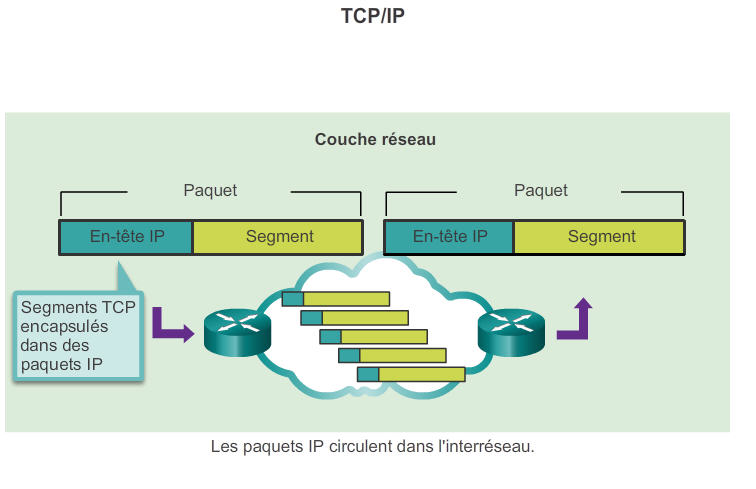 TCP/IP
Couche réseau
Paquet
Paquet
En-tête IP
Segment
En-tête IP
Segment
Segments TCP
encapsulés
dans des
paquets IP
Les paquets IP circulent dans l'interréseau.